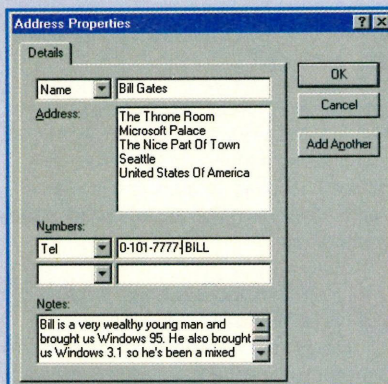 Address Properties
Details
Name Bill Gates
Address:
The Throne Room
Microsoft Palace
The Nice Part Of Town
Seattle
United States Of America
Numbers:
Tel 0-101-7777-BILL
Notes:
Bill is a very wealthy young man and
brought us Windows 95. He also brought
us Windows 3.1 so he's been a mixed
OK
Cancel
Add Another